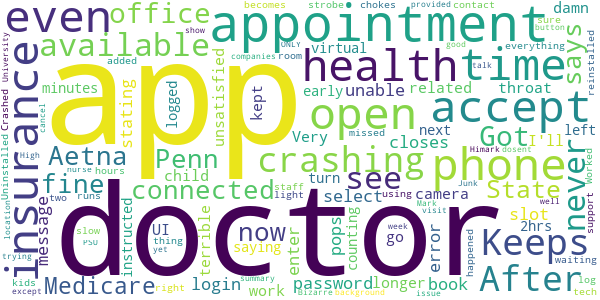 becomes strobe chokes provided contact
even office appointment damn
available virtual sure button
ONLY everything
Crashed University companies room good reinstalled
app health time says
added show
minutes early unable related throat
stating logged unsatisfied kept open accept
insurance Very closes next Got I'll left
cancel talk missed Himark dosent
Aetna Penn crashing phone never
Uninstalled High nurse hours child turn select using camera Junk State Worked support
fine connected see
message location two runs staff light Mark visit well slot
UI instructed counting pops go error 2hrs
slow thing terrible now week happened waiting
PSU yet saying enter password longer book
trying doctor Keeps After
kids right login work summary issue log
except Medicare Bizarre background tech